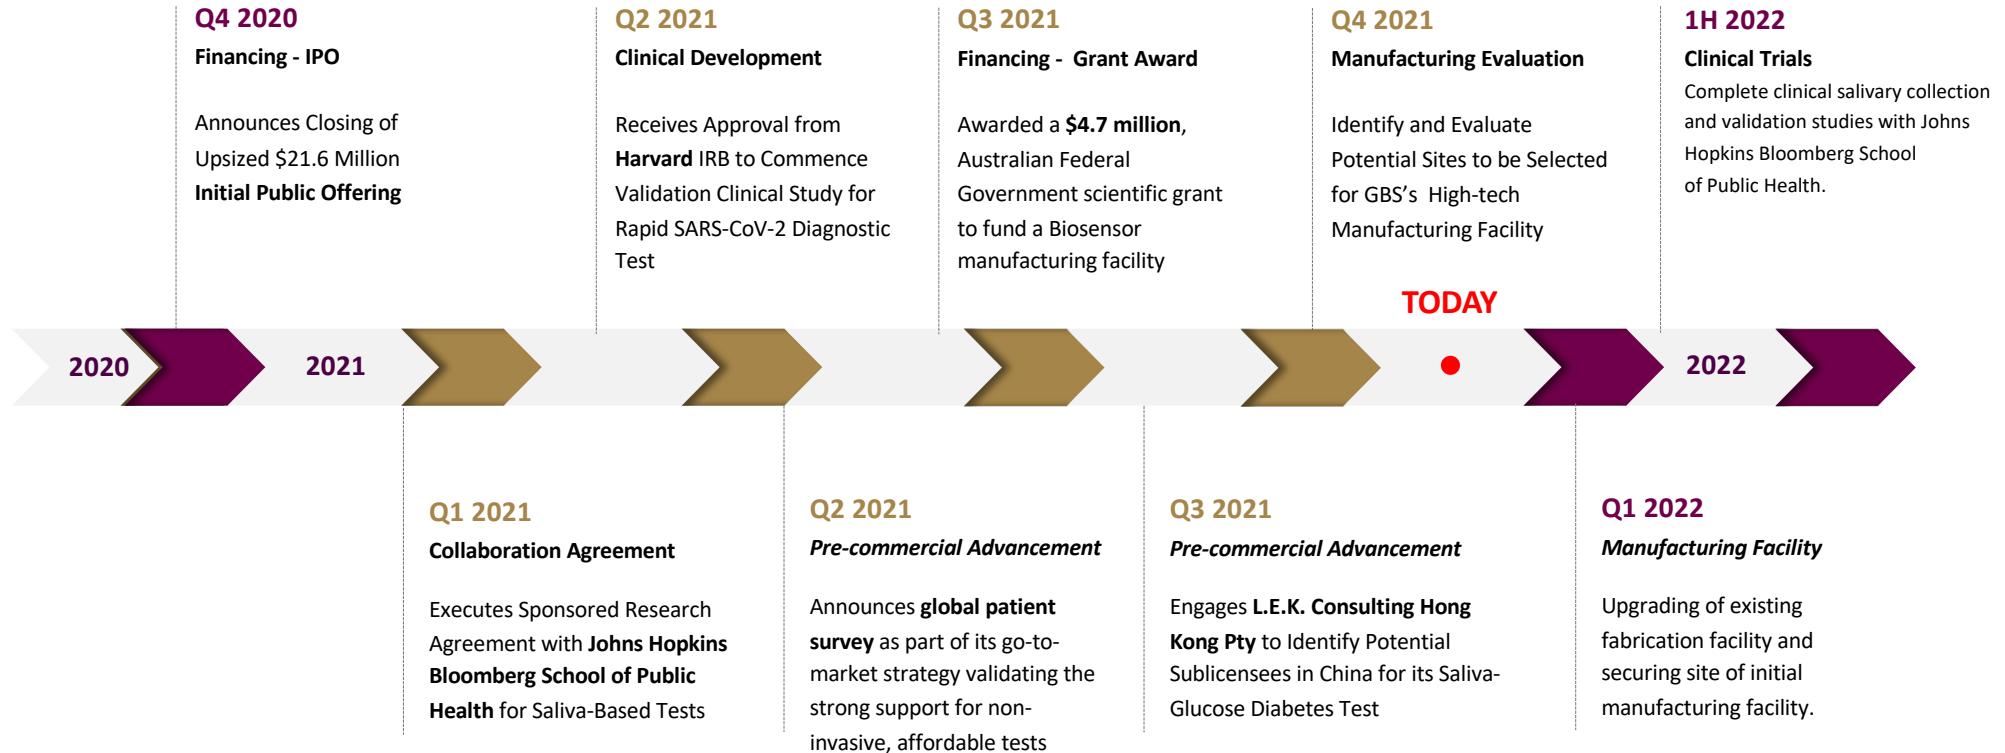 Q4 2020
Financing - IPO
Announces Closing of
Upsized $21.6 Million
Initial Public Offering
Q2 2021
Clinical Development
Receives Approval from
Harvard IRB to Commence
Validation Clinical Study for
Rapid SARS-CoV-2 Diagnostic
Test
Q3 2021
Financing - Grant Award
Awarded a $4.7 million,
Australian Federal
Government scientific grant
to fund a Biosensor
manufacturing facility
Q4 2021
Manufacturing Evaluation
Identify and Evaluate
Potential Sites to be Selected
for GBS’s High-tech
Manufacturing Facility
1H 2022
Clinical Trials
Complete clinical salivary collection
and validation studies with Johns
Hopkins Bloomberg School
of Public Health.
TODAY
2020
2021
2022
Q1 2021
Collaboration Agreement
Executes Sponsored Research
Agreement with Johns Hopkins
Bloomberg School of Public
Health for Saliva-Based Tests
Q2 2021
Pre-commercial Advancement
Announces global patient
survey as part of its go-to-
market strategy validating the
strong support for non-
invasive, affordable tests
Q3 2021
Pre-commercial Advancement
Engages L.E.K. Consulting Hong
Kong Pty to Identify Potential
Sublicensees in China for its Saliva-
Glucose Diabetes Test
Q1 2022
Manufacturing Facility
Upgrading of existing
fabrication facility and
securing site of initial
manufacturing facility.